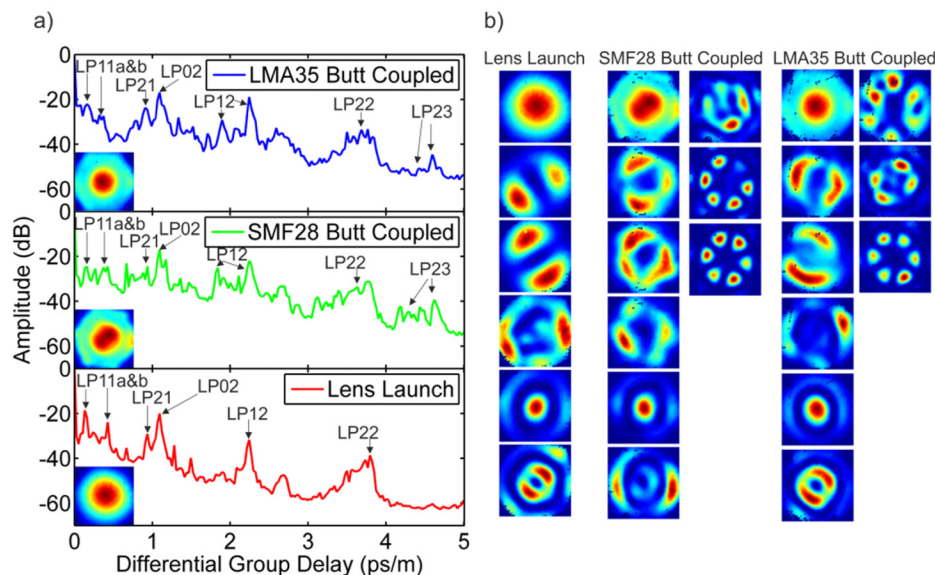 a)
b)
Lens Launch
SMF28 Butt Coupled
LMA35 Butt Coupled
Amplitude (dB)
0
-20
-40
-60
LMA35 Butt Coupled
LP11a&b
LP21
LP02
LP12
LP22
LP23
0
-20
-40
-60
SMF28 Butt Coupled
LP11a&b
LP21
LP02
LP12
LP22
LP23
0
-20
-40
-60
Lens Launch
LP11a&b
LP21
LP02
LP12
LP22
0 1 2 3 4 5
Differential Group Delay (ps/m)